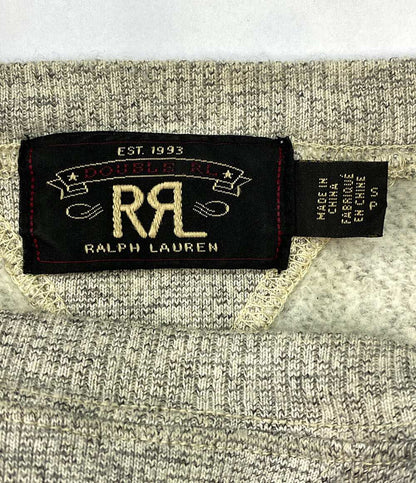 EST. 1993
DOUBLE RL
RRL
RALPH LAUREN
MADE IN
CHINA
FABRIQUÉ
EN CHINE
S
P